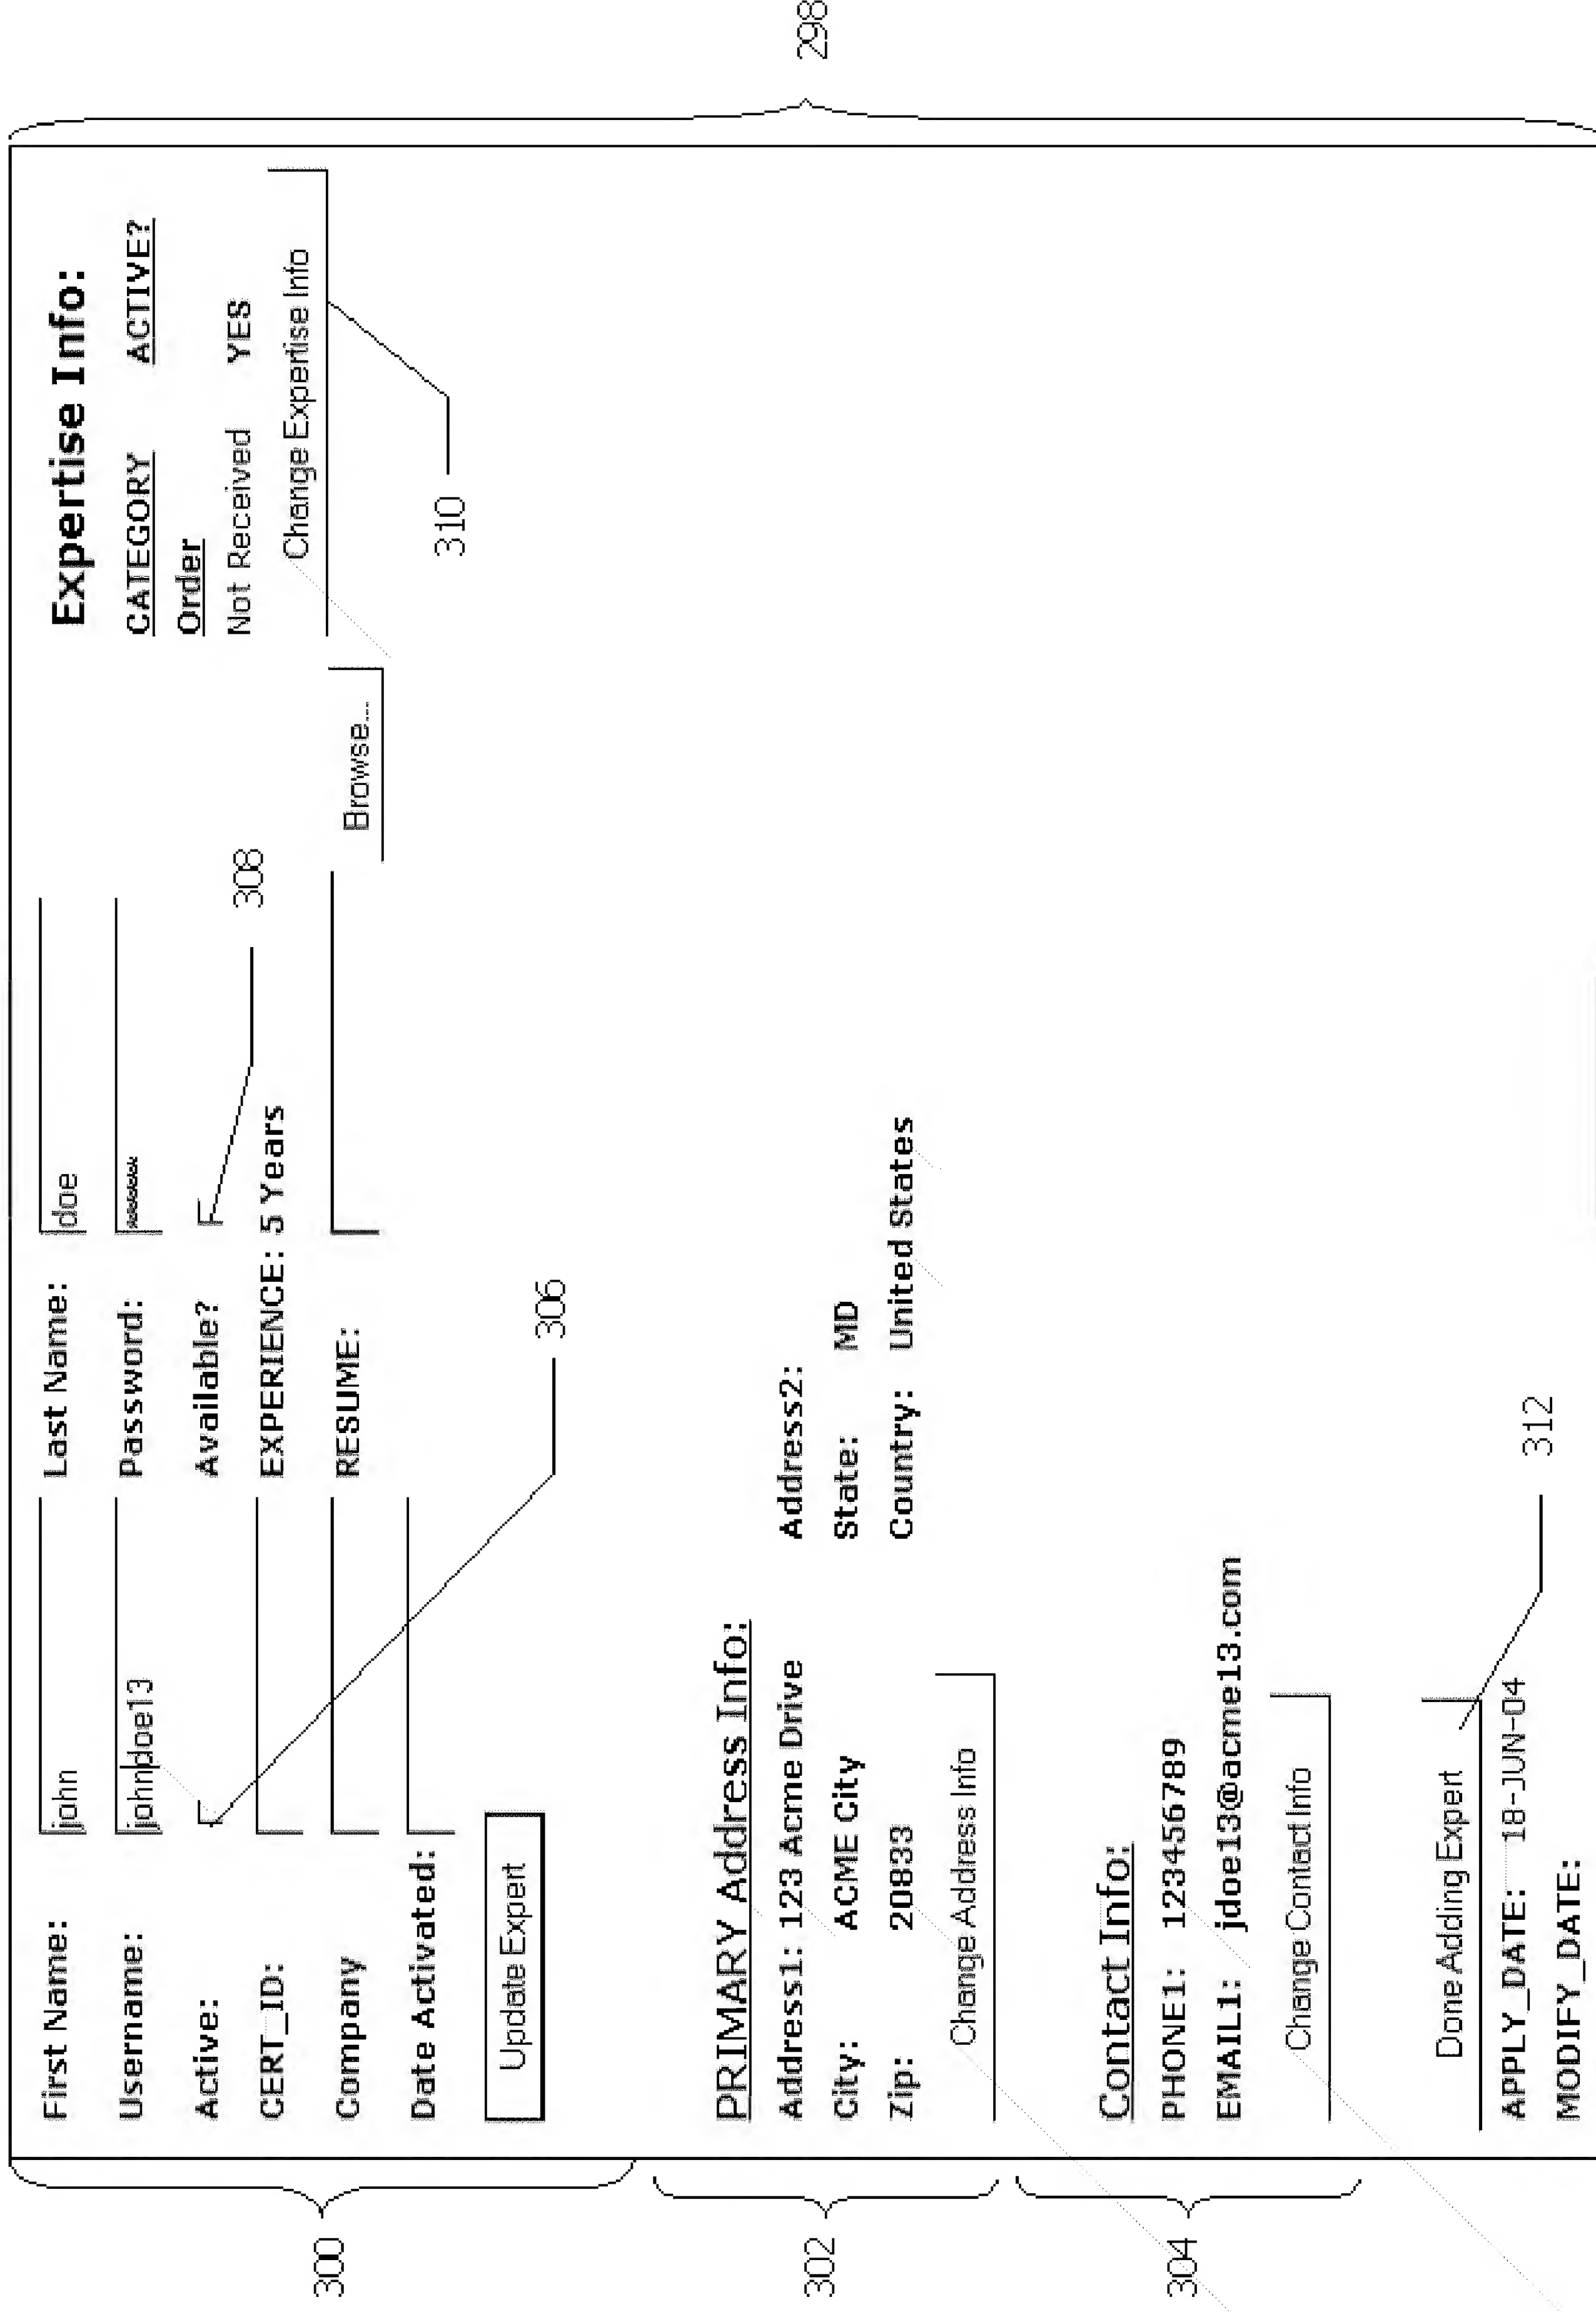 First Name: john Last Name: doe Expertise Info:
Username: johndoe13 Password: ******** CATEGORY ACTIVE?
Order
Active: Available? Not Received YES
308
CERT_ID: EXPERIENCE: 5 Years Change Expertise Info
300
Company RESUME: Browse...
Date Activated: 310
Update Expert 306
PRIMARY Address Info:
Address1: 123 Acme Drive Address2:
298
302
City: ACME City State: MD
Zip: 20833 Country: United States
Change Address Info
Contact Info:
PHONE1: 123456789
304
EMAIL1: jdoe13@acme13.com
Change Contact Info
Done Adding Expert
APPLY_DATE: 18-JUN-04 312
MODIFY_DATE: